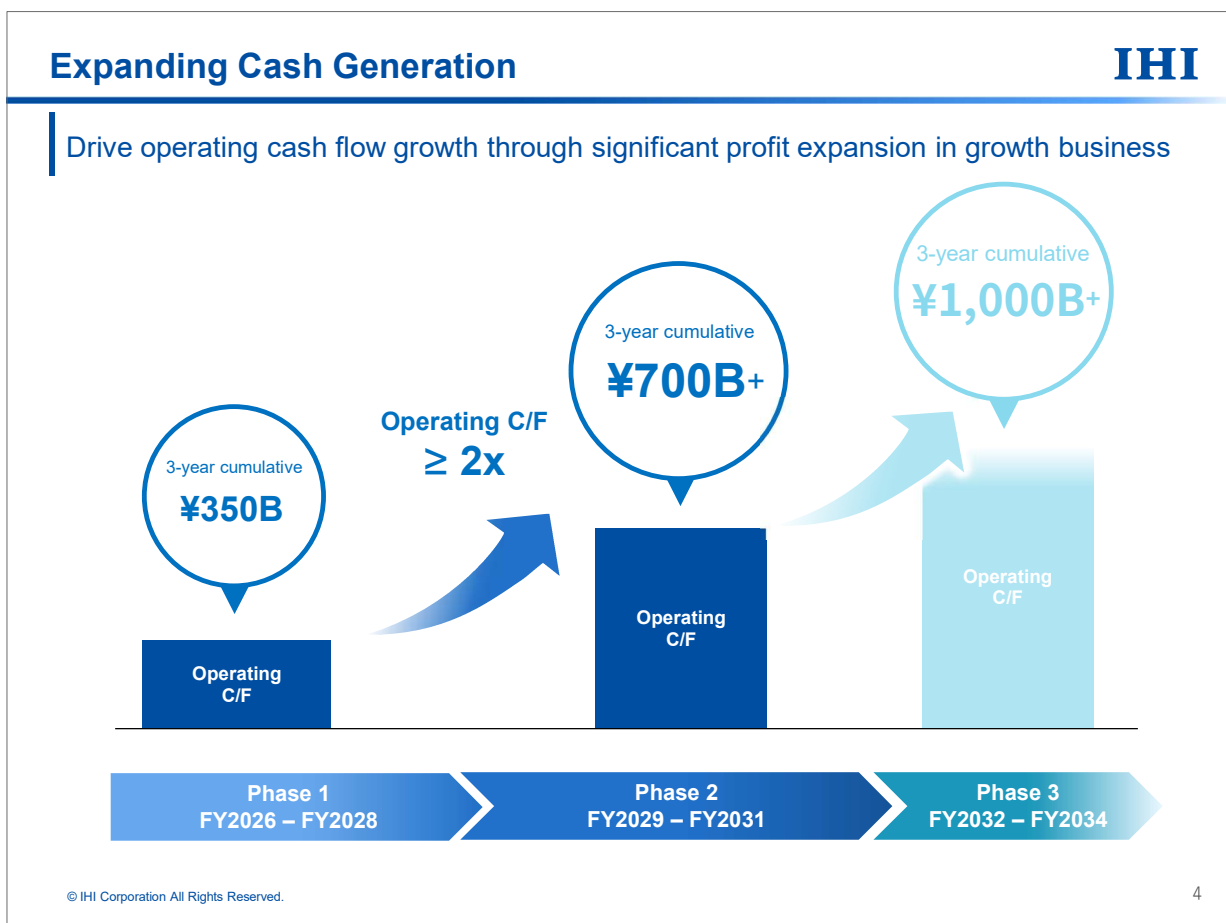 Expanding Cash Generation
IHI
Drive operating cash flow growth through significant profit expansion in growth business
3-year cumulative
¥350B
Operating C/F
≥ 2x
3-year cumulative
¥700B+
3-year cumulative
¥1,000B+
Operating
C/F
Operating
C/F
Operating
C/F
Phase 1
FY2026 – FY2028
Phase 2
FY2029 – FY2031
Phase 3
FY2032 – FY2034
© IHI Corporation All Rights Reserved.
4